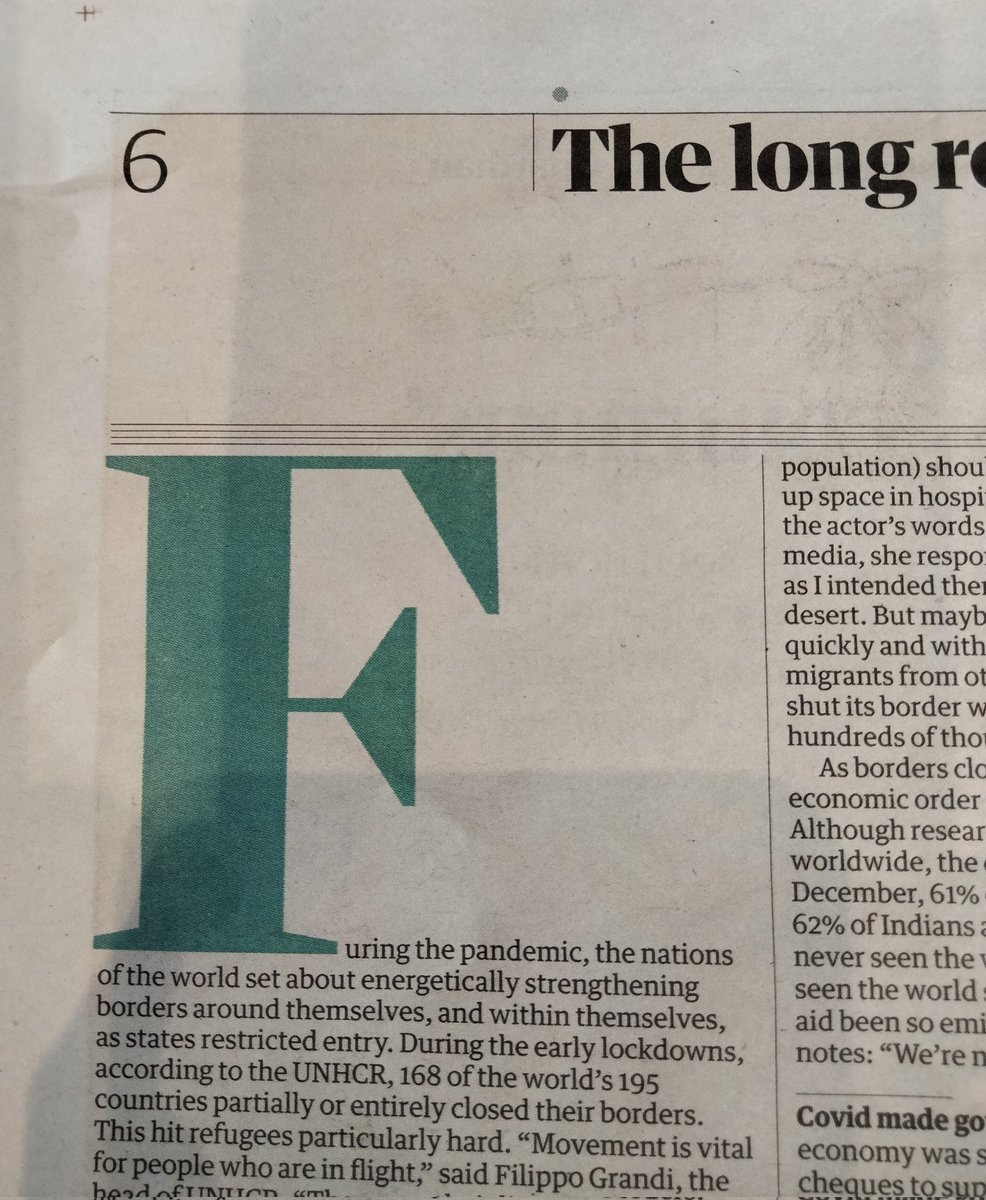 6
The long re
F
uring the pandemic, the nations
of the world set about energetically strengthening
borders around themselves, and within themselves,
as states restricted entry. During the early lockdowns,
according to the UNHCR, 168 of the world’s 195
countries partially or entirely closed their borders.
This hit refugees particularly hard. “Movement is vital
for people who are in flight,” said Filippo Grandi, the
head of UNHCR.
population) shou
up space in hospi
the actor’s words
media, she respo
as I intended the
desert. But mayb
quickly and with
migrants from ot
shut its border w
hundreds of thou
As borders clo
economic order
Although resear
worldwide, the
December, 61%
62% of Indians a
never seen the v
seen the world s
aid been so emi
notes: “We’re n
Covid made go
economy was s
cheques to sup